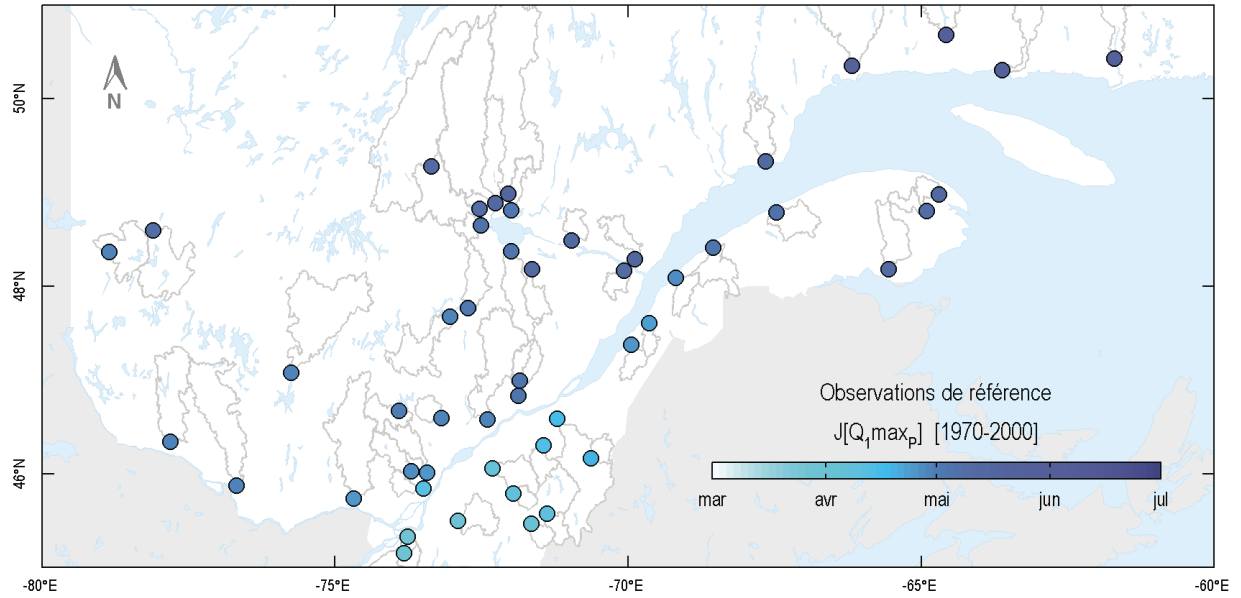 50°N
48°N
46°N
N
Observations de référence
J[Q₁maxₚ] [1970-2000]
mar avr mai jun jul
-80°E -75°E -70°E -65°E -60°E